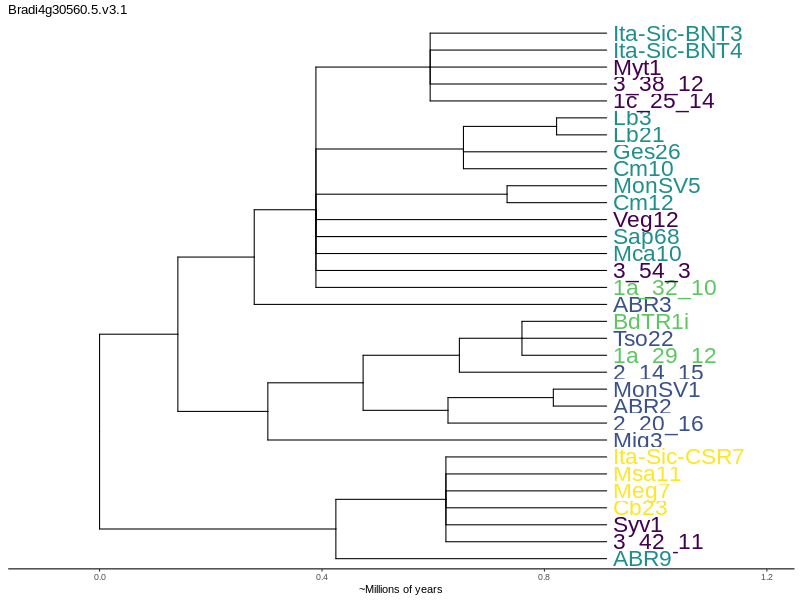 Bradi4g30560.5.v3.1
Ita-Sic-BNT3
Ita-Sic-BNT4
Myt1
3_38_12
1c_25_14
Lb3
Lb21
Ges26
Cm10
MonSV5
Cm12
Veg12
Sap68
Mca10
3_54_3
1a_32_10
ABR3
BdTR1i
Tso22
1a_29_12
2_14_15
MonSV1
ABR2
2_20_16
Mig3
Ita-Sic-CSR7
Msa11
Meg7
Cb23
Syv1
3_42_11
ABR9
0.0 0.4 0.8 1.2
~Millions of years